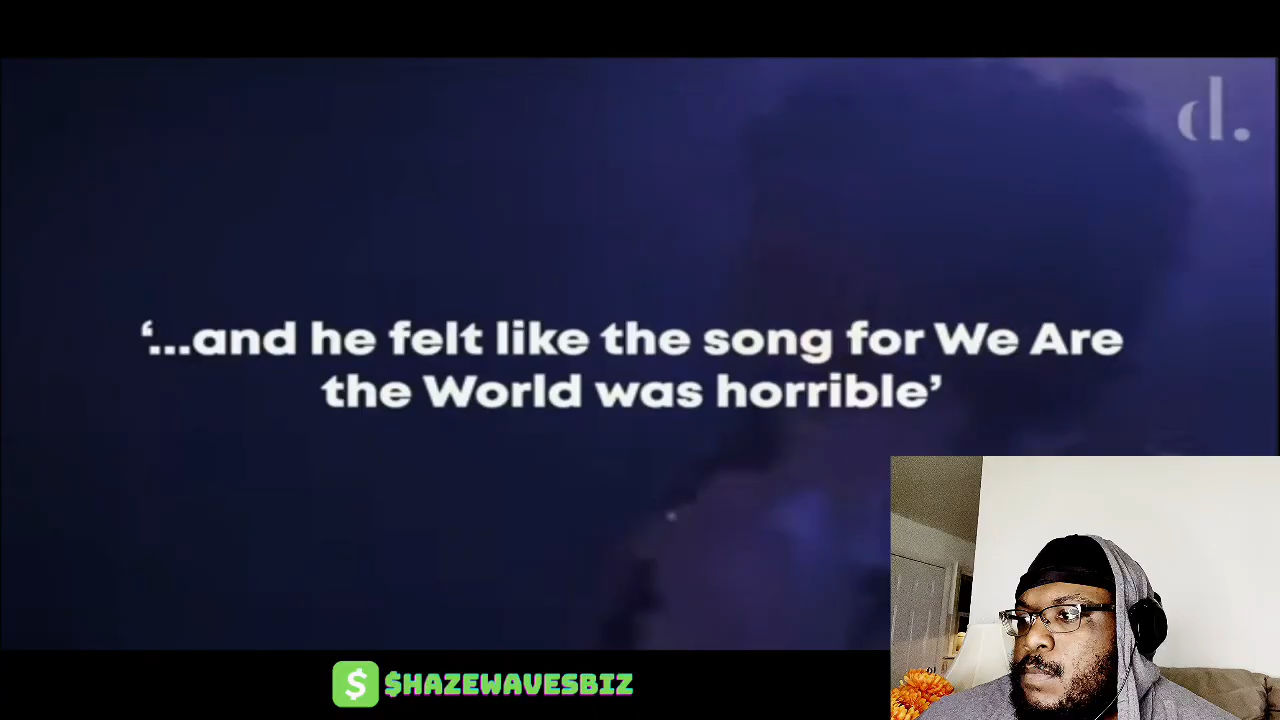 d.
‘...and he felt like the song for We Are
the World was horrible’
$ $HAZEWAVESBIZ